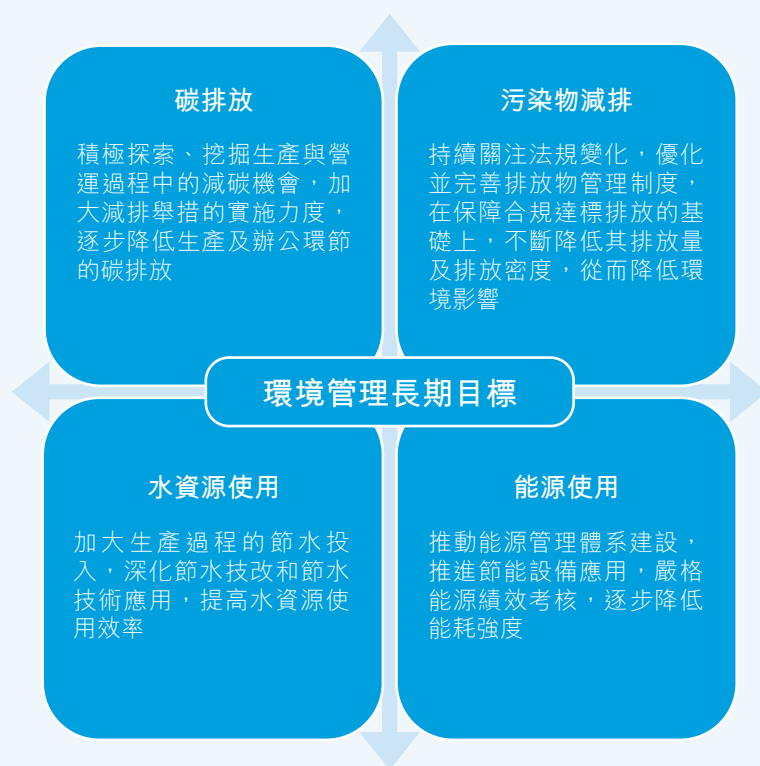 碳排放
積極探索、挖掘生產與營
運過程中的減碳機會，加
大減排舉措的實施力度，
逐步降低生產及辦公環節
的碳排放
污染物減排
持續關注法規變化，優化
並完善排放物管理制度，
在保障合規達標排放的基
礎上，不斷降低其排放量
及排放密度，從而降低環
境影響
環境管理長期目標
水資源使用
加大生產過程的節水投
入，深化節水技改和節水
技術應用，提高水資源使
用效率
能源使用
推動能源管理體系建設，
推進節能設備應用，嚴格
能源績效考核，逐步降低
能耗強度